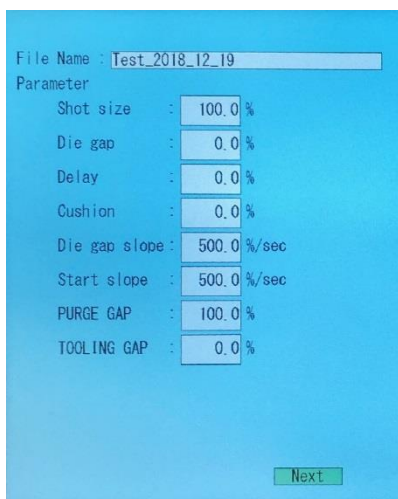 File Name : Test_2018_12_19
Parameter
Shot size : 100.0 %
Die gap : 0.0 %
Delay : 0.0 %
Cushion : 0.0 %
Die gap slope : 500.0 %/sec
Start slope : 500.0 %/sec
PURGE GAP : 100.0 %
TOOLING GAP : 0.0 %
Next